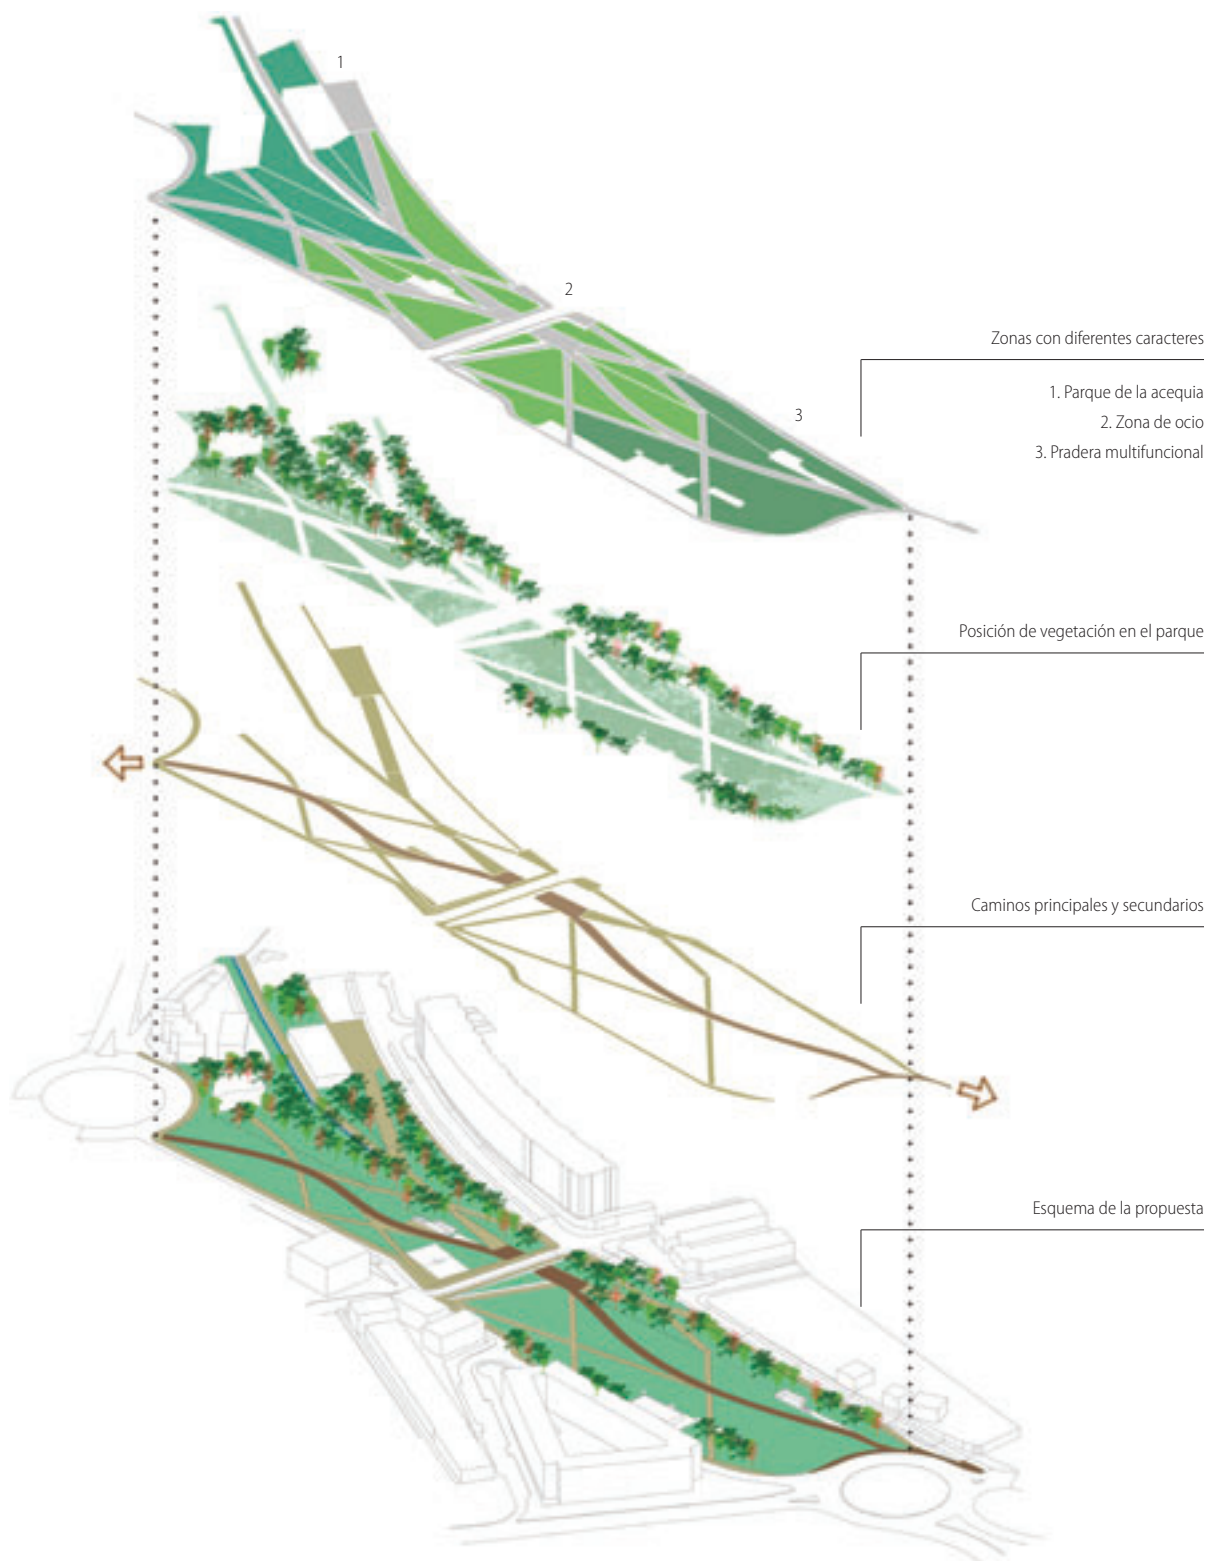 1
2
Zonas con diferentes caracteres
1. Parque de la acequia
3
2. Zona de ocio
3. Pradera multifuncional
Posición de vegetación en el parque
Caminos principales y secundarios
Esquema de la propuesta